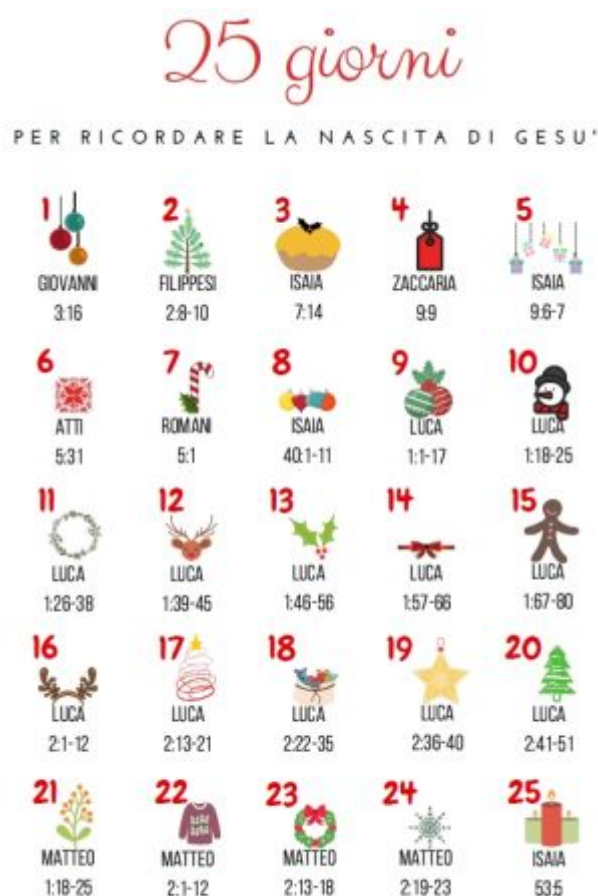 25 giorni
PER RICORDARE LA NASCITA DI GESU'
1 2 3 4 5
GIOVANNI FILIPPESI ISAIA ZACCARIA ISAIA
3:16 2:8-10 7:14 9:9 9:6-7
6 7 8 9 10
ATTI ROMANI ISAIA LUCA LUCA
5:31 5:1 40:1-11 1:1-17 1:18-25
11 12 13 14 15
LUCA LUCA LUCA LUCA LUCA
1:26-38 1:39-45 1:46-56 1:57-66 1:67-80
16 17 18 19 20
LUCA LUCA LUCA LUCA LUCA
2:1-12 2:13-21 2:22-35 2:36-40 2:41-51
21 22 23 24 25
MATTEO MATTEO MATTEO MATTEO ISAIA
1:18-25 2:1-12 2:13-18 2:19-23 53:5